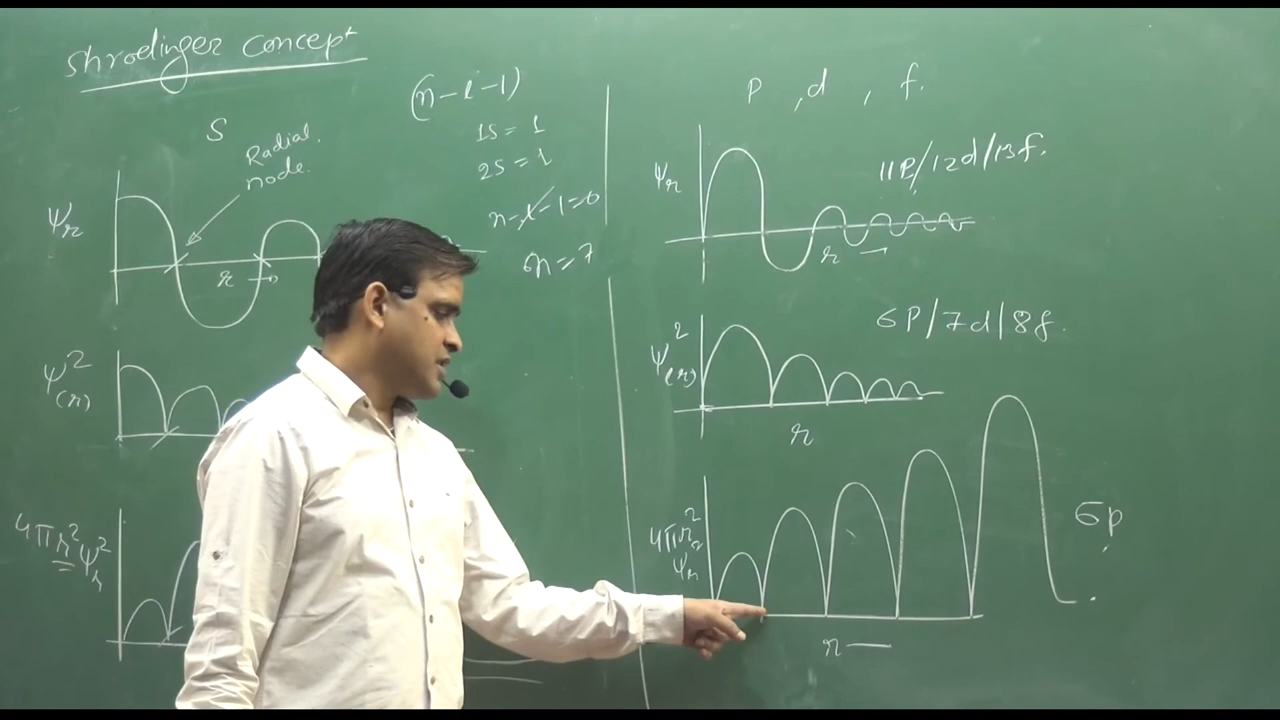 Shrodinger concept
(n-l-1)
S
Radial
node.
1s = 1
2s = 1
n-l-1=0
n=7
ψr
r →
ψ²(r)
4πr²ψ²r
P, d, f.
ψr
11P/12d/13f.
r →
ψ²(r)
6P/7d/8f.
r
4πr²ψ²r
6p
r —